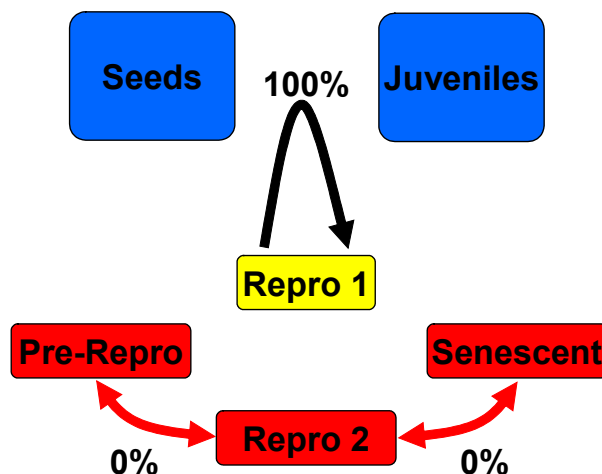 Seeds
100%
Juveniles
Repro 1
Pre-Repro
Senescent
Repro 2
0%
0%